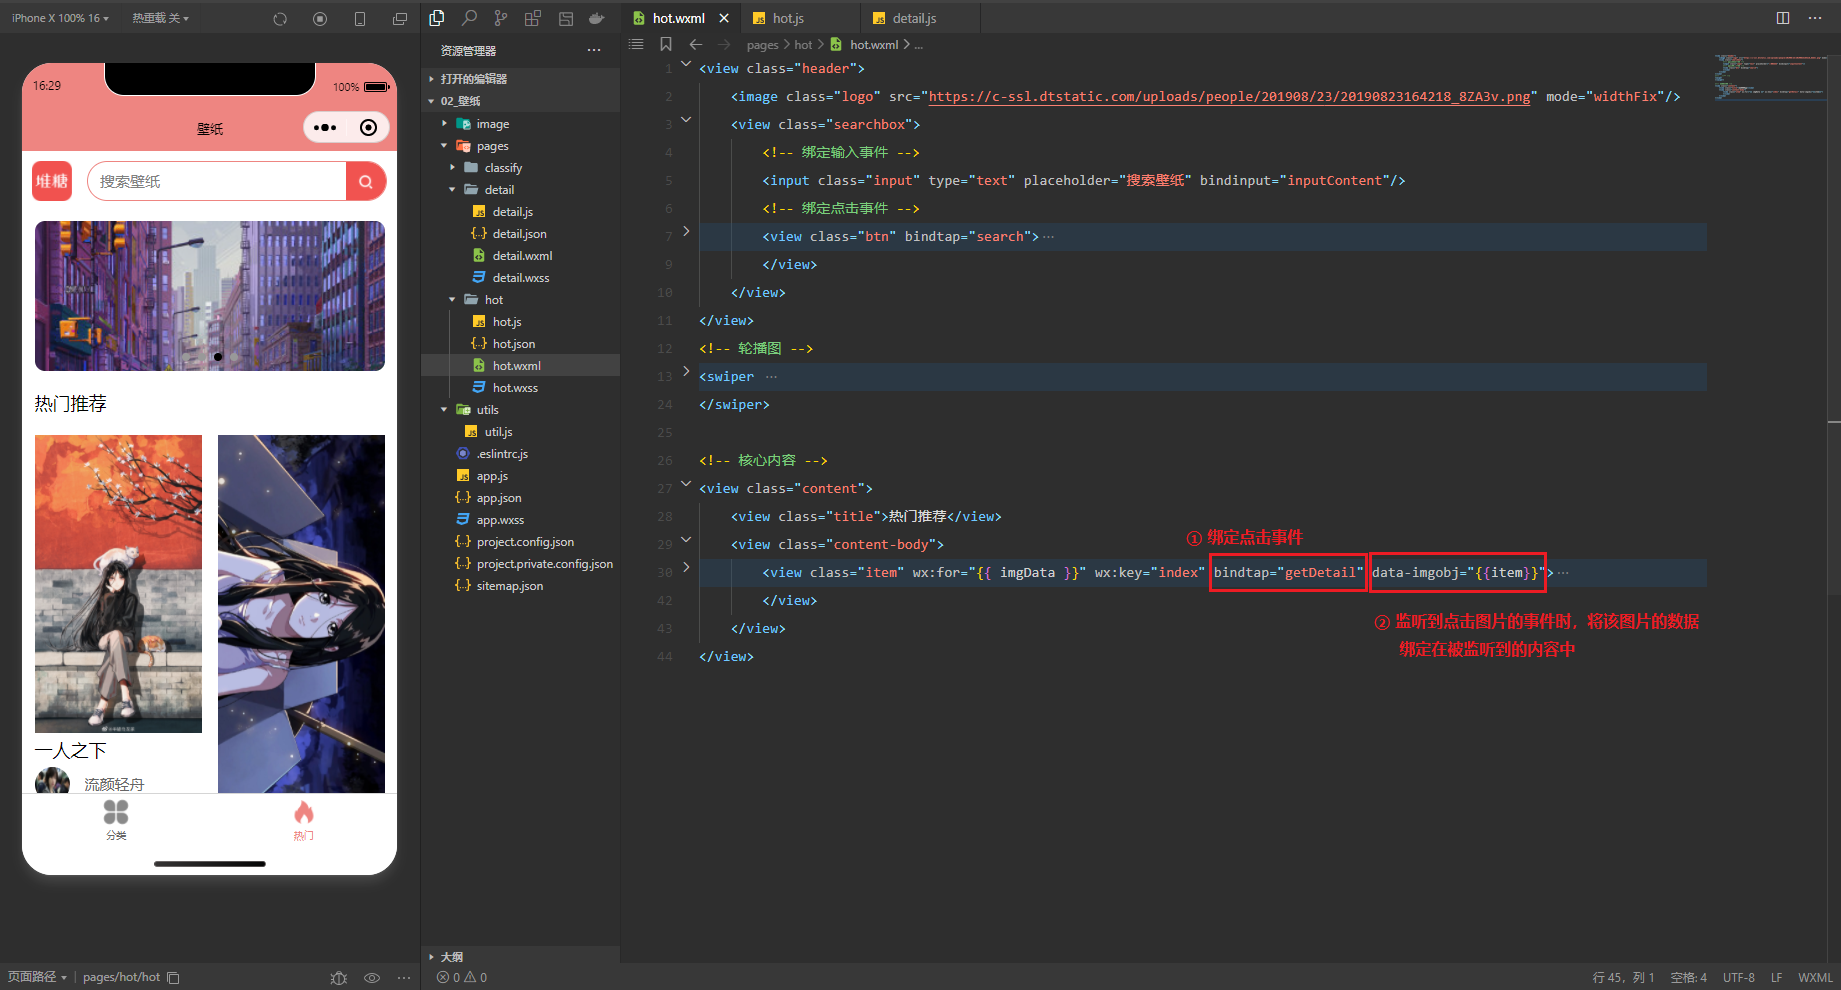 iPhone X 100% 16
热重载 关
16:29
100%
壁纸
堆糖
搜索壁纸
热门推荐
一人之下
流颜轻舟
分类
热门
页面路径
pages/hot/hot
资源管理器
打开的编辑器
02_壁纸
image
pages
classify
detail
detail.js
detail.json
detail.wxml
detail.wxss
hot
hot.js
hot.json
hot.wxml
hot.wxss
utils
util.js
.eslintrc.js
app.js
app.json
app.wxss
project.config.json
project.private.config.json
sitemap.json
大纲
0 0
hot.wxml
hot.js
detail.js
pages > hot > hot.wxml > ...
1 <view class="header">
2 <image class="logo" src="https://c-ssl.dtstatic.com/uploads/people/201908/23/20190823164218_8ZA3v.png" mode="widthFix"/>
3 <view class="searchbox">
4 <!-- 绑定输入事件 -->
5 <input class="input" type="text" placeholder="搜索壁纸" bindinput="inputContent"/>
6 <!-- 绑定点击事件 -->
7 <view class="btn" bindtap="search">…
9 </view>
10 </view>
11 </view>
12 <!-- 轮播图 -->
13 <swiper …
24 </swiper>
25
26 <!-- 核心内容 -->
27 <view class="content">
28 <view class="title">热门推荐</view>
29 <view class="content-body">
① 绑定点击事件
30 <view class="item" wx:for="{{ imgData }}" wx:key="index" bindtap="getDetail" data-imgobj="{{item}}">…
42 </view>
② 监听到点击图片的事件时，将该图片的数据
绑定在被监听到的内容中
43 </view>
44 </view>
行 45，列 1
空格: 4
UTF-8
LF
WXML